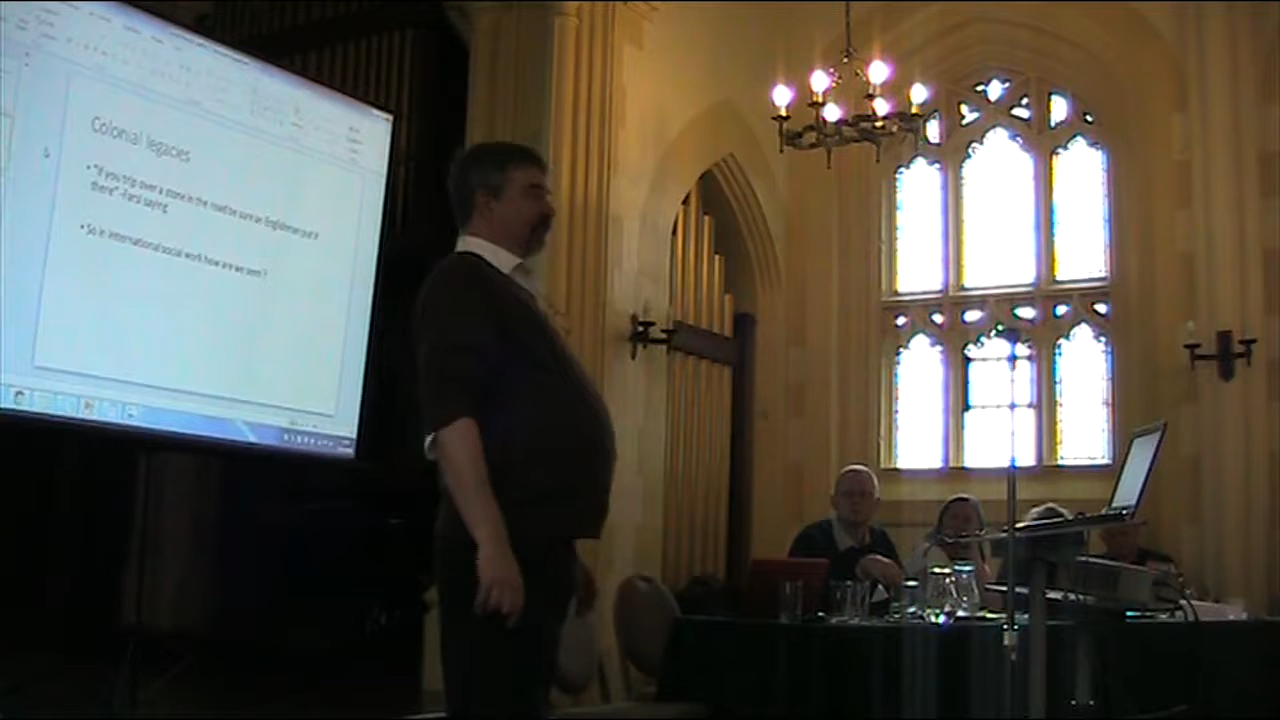 Colonial legacies
• "If you trip over a stone in the road be sure an Englishman put it
there" -Farsi saying
• So in international social work how are we seen ?